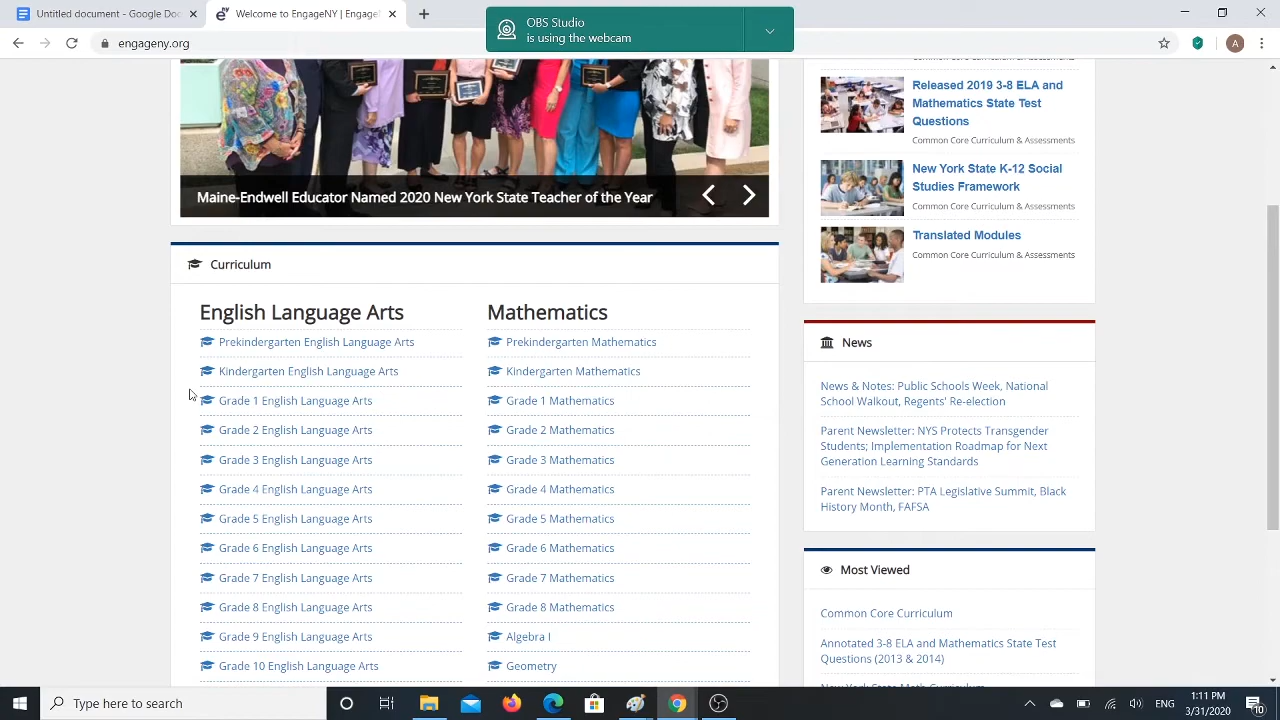 Untitled document - Google Docs
Welcome to EngageNY | Engage
OBS Studio
is using the webcam
engageny.org
A
Maine-Endwell Educator Named 2020 New York State Teacher of the Year
Curriculum
English Language Arts
Prekindergarten English Language Arts
Kindergarten English Language Arts
Grade 1 English Language Arts
Grade 2 English Language Arts
Grade 3 English Language Arts
Grade 4 English Language Arts
Grade 5 English Language Arts
Grade 6 English Language Arts
Grade 7 English Language Arts
Grade 8 English Language Arts
Grade 9 English Language Arts
Grade 10 English Language Arts
Mathematics
Prekindergarten Mathematics
Kindergarten Mathematics
Grade 1 Mathematics
Grade 2 Mathematics
Grade 3 Mathematics
Grade 4 Mathematics
Grade 5 Mathematics
Grade 6 Mathematics
Grade 7 Mathematics
Grade 8 Mathematics
Algebra I
Geometry
Common Core Curriculum & Assessments
Released 2019 3-8 ELA and
Mathematics State Test
Questions
Common Core Curriculum & Assessments
New York State K-12 Social
Studies Framework
Common Core Curriculum & Assessments
Translated Modules
Common Core Curriculum & Assessments
News
News & Notes: Public Schools Week, National
School Walkout, Regents' Re-election
Parent Newsletter: NYS Protects Transgender
Students; Implementation Roadmap for Next
Generation Learning Standards
Parent Newsletter: PTA Legislative Summit, Black
History Month, FAFSA
Most Viewed
Common Core Curriculum
Annotated 3-8 ELA and Mathematics State Test
Questions (2013 & 2014)
New York State Math Curriculum
Type here to search
ENG
1:11 PM
3/31/2020
10